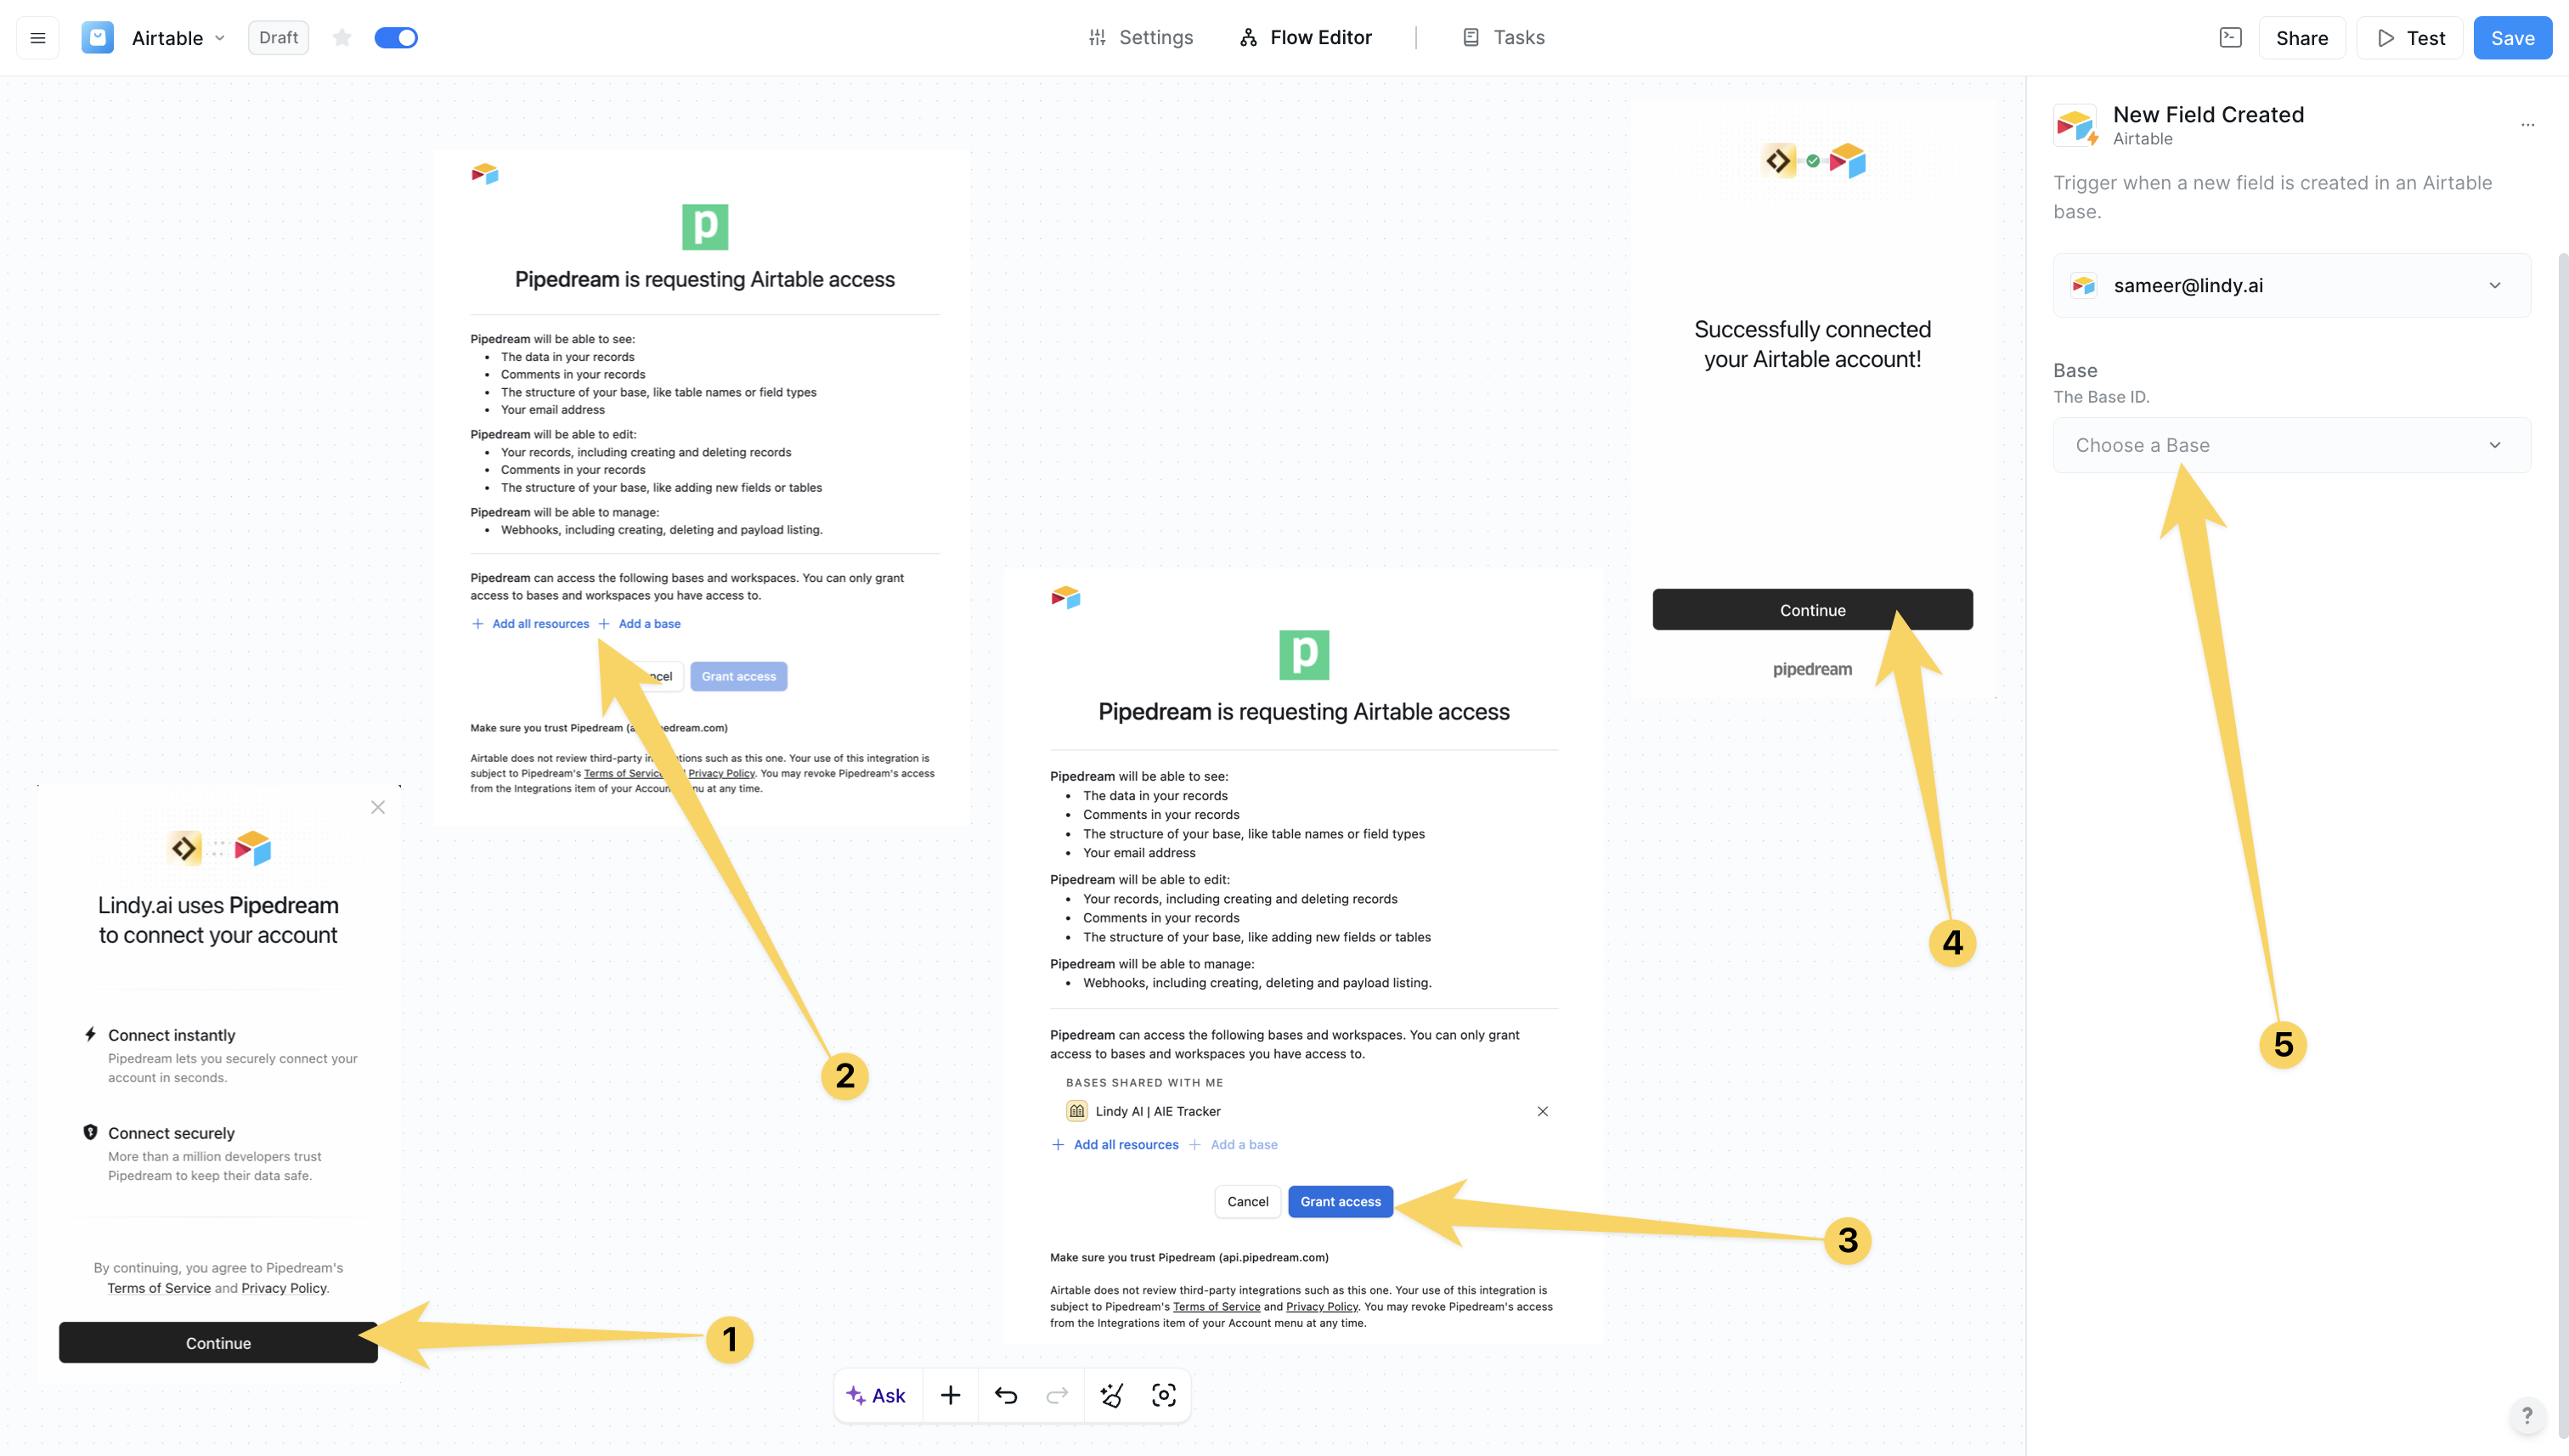 Airtable
Draft
Settings
Flow Editor
Tasks
Share
Test
Save
Pipedream is requesting Airtable access
Pipedream will be able to see:
• The data in your records
• Comments in your records
• The structure of your base, like table names or field types
• Your email address
Pipedream will be able to edit:
• Your records, including creating and deleting records
• Comments in your records
• The structure of your base, like adding new fields or tables
Pipedream will be able to manage:
• Webhooks, including creating, deleting and payload listing.
Pipedream can access the following bases and workspaces. You can only grant
access to bases and workspaces you have access to.
+ Add all resources + Add a base
Grant access
Make sure you trust Pipedream
Airtable does not review third-party such as this one. Your use of this integration is
subject to Pipedream's Terms of Service Privacy Policy. You may revoke Pipedream's access
from the Integrations item of your at any time.
2
Lindy.ai uses Pipedream
to connect your account
Connect instantly
Pipedream lets you securely connect your
account in seconds.
Connect securely
More than a million developers trust
Pipedream to keep their data safe.
By continuing, you agree to Pipedream's
Terms of Service and Privacy Policy.
Continue
1
p
Pipedream is requesting Airtable access
Pipedream will be able to see:
• The data in your records
• Comments in your records
• The structure of your base, like table names or field types
• Your email address
Pipedream will be able to edit:
• Your records, including creating and deleting records
• Comments in your records
• The structure of your base, like adding new fields or tables
Pipedream will be able to manage:
• Webhooks, including creating, deleting and payload listing.
Pipedream can access the following bases and workspaces. You can only grant
access to bases and workspaces you have access to.
BASES SHARED WITH ME
Lindy AI | AIE Tracker
+ Add all resources + Add a base
Cancel
Grant access
3
Make sure you trust Pipedream (api.pipedream.com)
Airtable does not review third-party integrations such as this one. Your use of this integration is
subject to Pipedream's Terms of Service and Privacy Policy. You may revoke Pipedream's access
from the Integrations item of your Account menu at any time.
Successfully connected
your Airtable account!
Continue
pipedream
4
New Field Created
Airtable
Trigger when a new field is created in an Airtable
base.
sameer@lindy.ai
Base
The Base ID.
Choose a Base
5
Ask
?